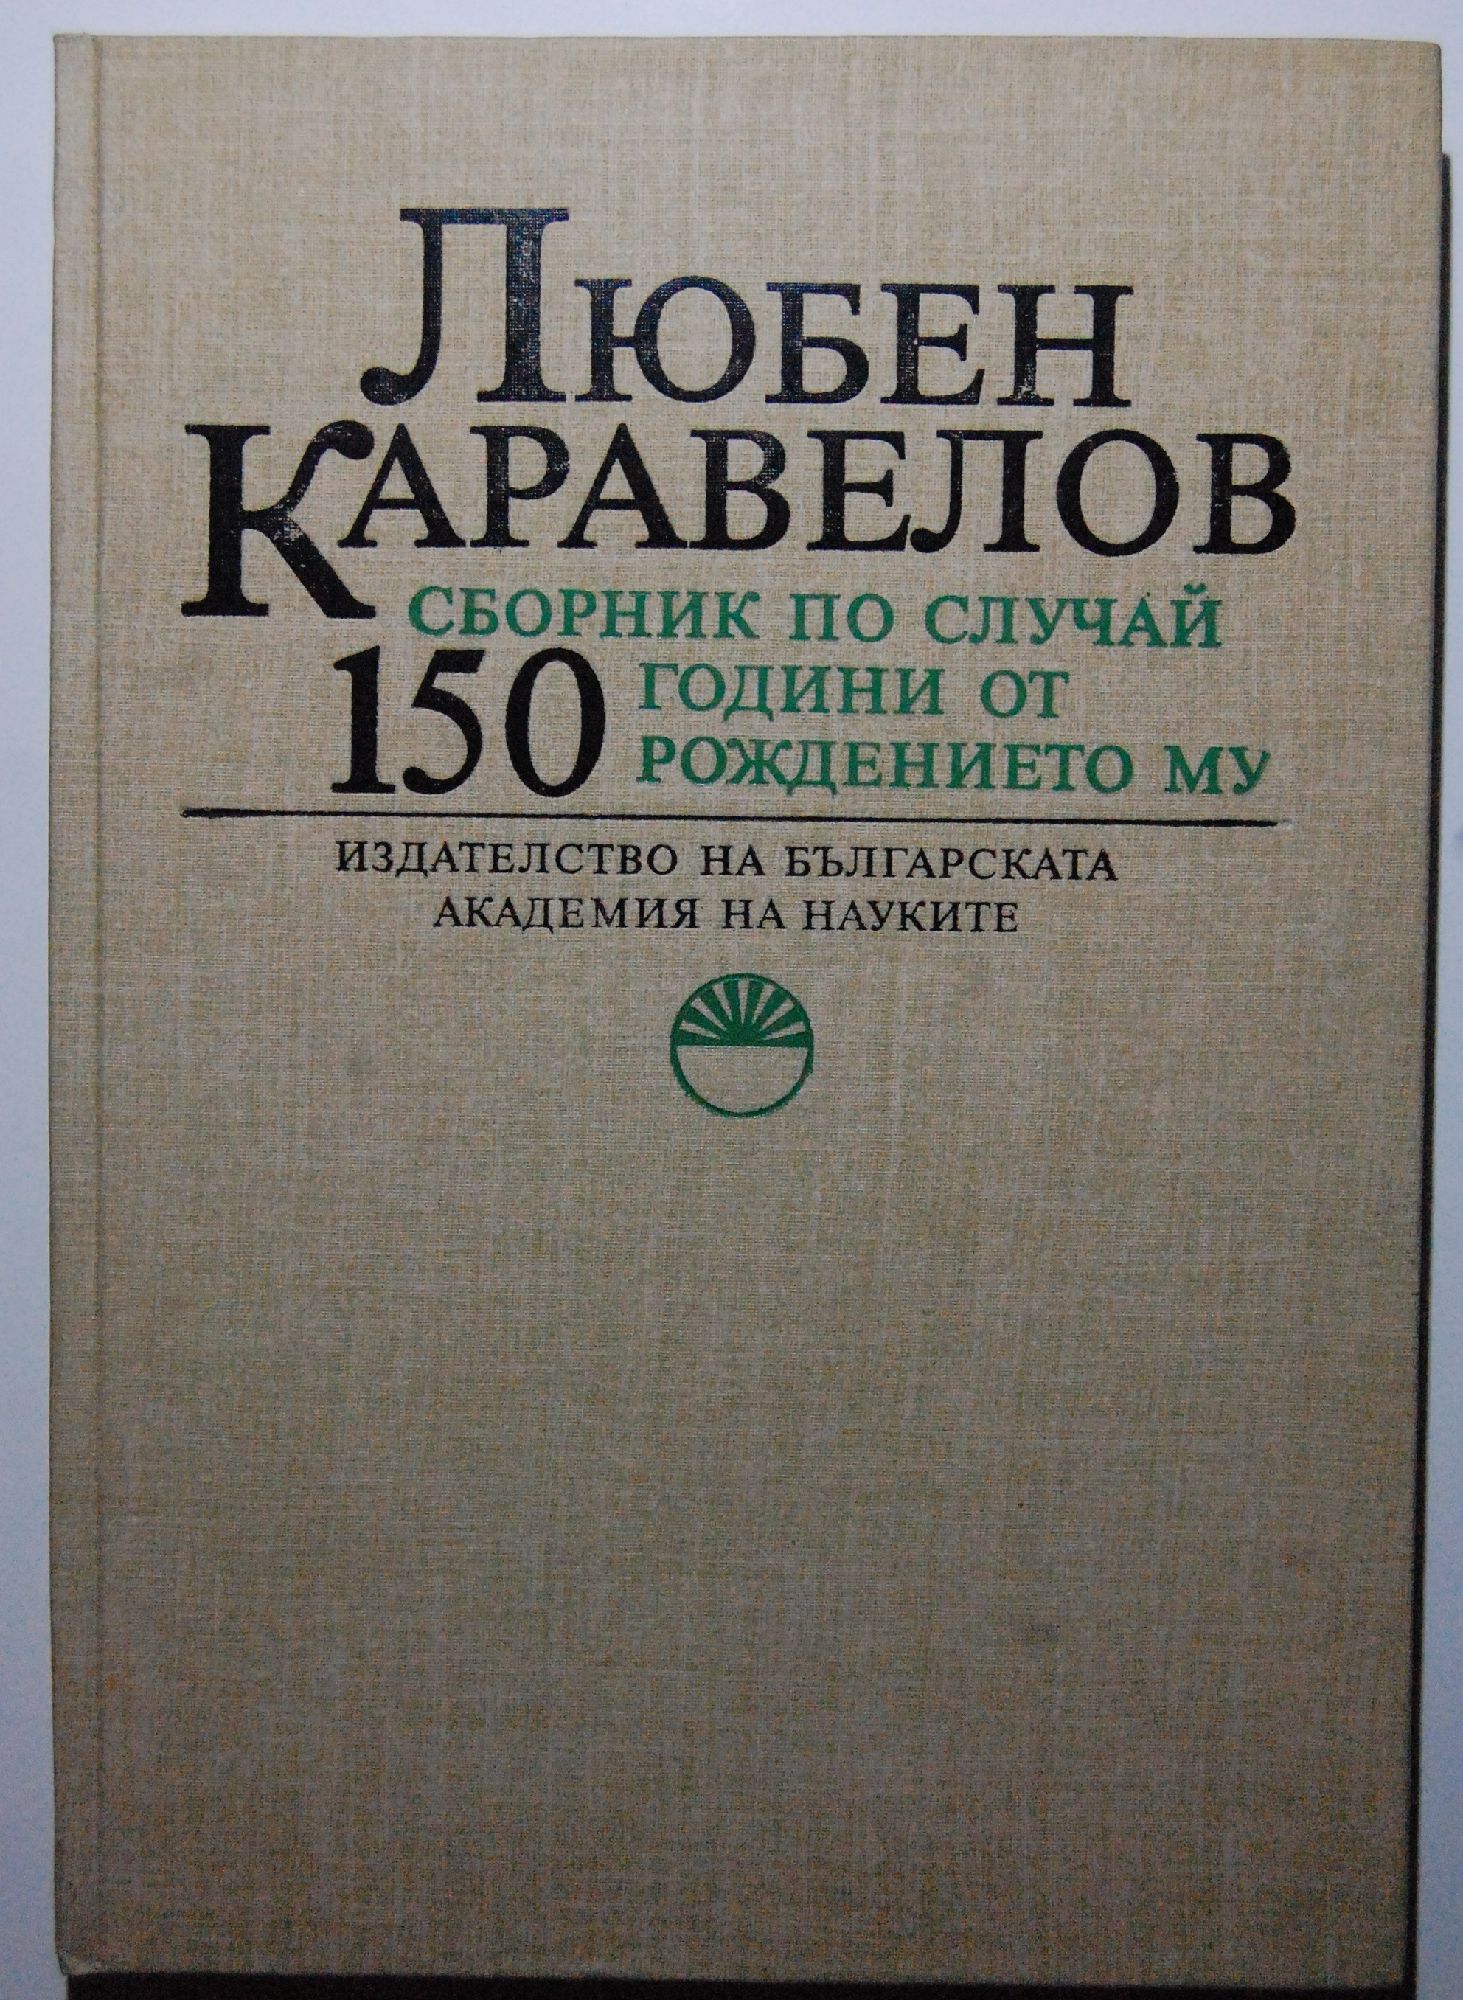 ЛЮБЕН
КАРАВЕЛОВ
СБОРНИК ПО СЛУЧАЙ
150 ГОДИНИ ОТ
РОЖДЕНИЕТО МУ
ИЗДАТЕЛСТВО НА БЪЛГАРСКАТА
АКАДЕМИЯ НА НАУКИТЕ